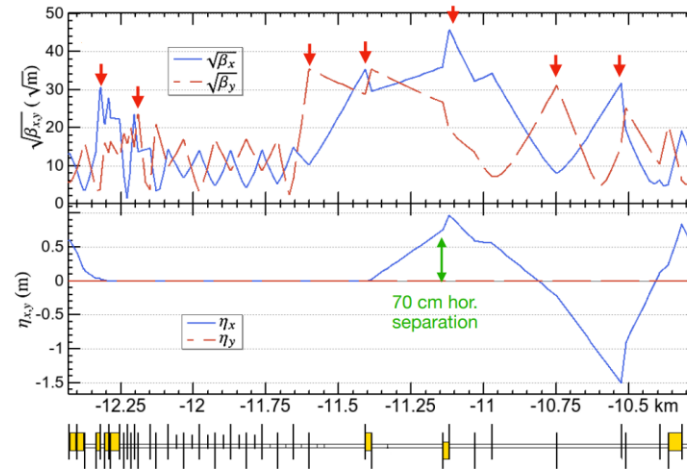 50
40
30
20
10
0
√βx,y (√m)
√βx
√βy
0.5
0
-0.5
-1
-1.5
ηx,y (m)
70 cm hor.
separation
ηx
ηy
-12.25 -12 -11.75 -11.5 -11.25 -11 -10.75 -10.5 km